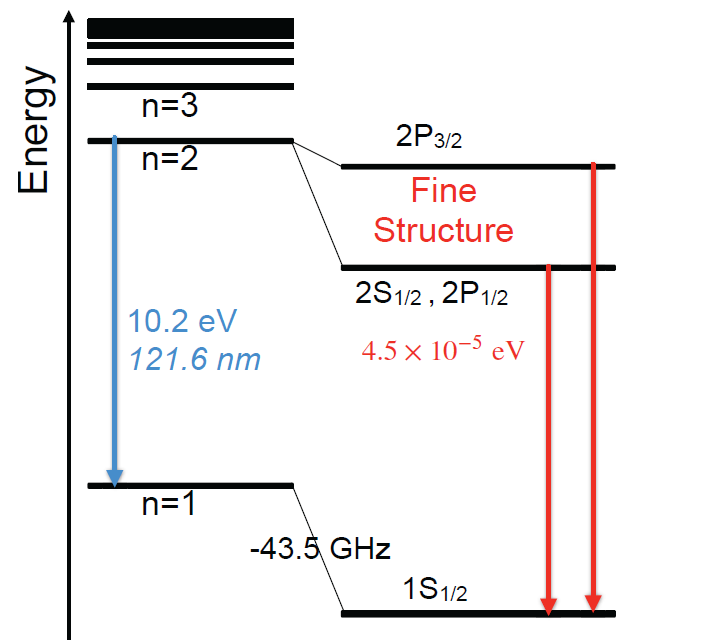 Energy
n=3
n=2
2P3/2
Fine
Structure
2S1/2 , 2P1/2
10.2 eV
121.6 nm
4.5 × 10⁻⁵ eV
n=1
-43.5 GHz
1S1/2